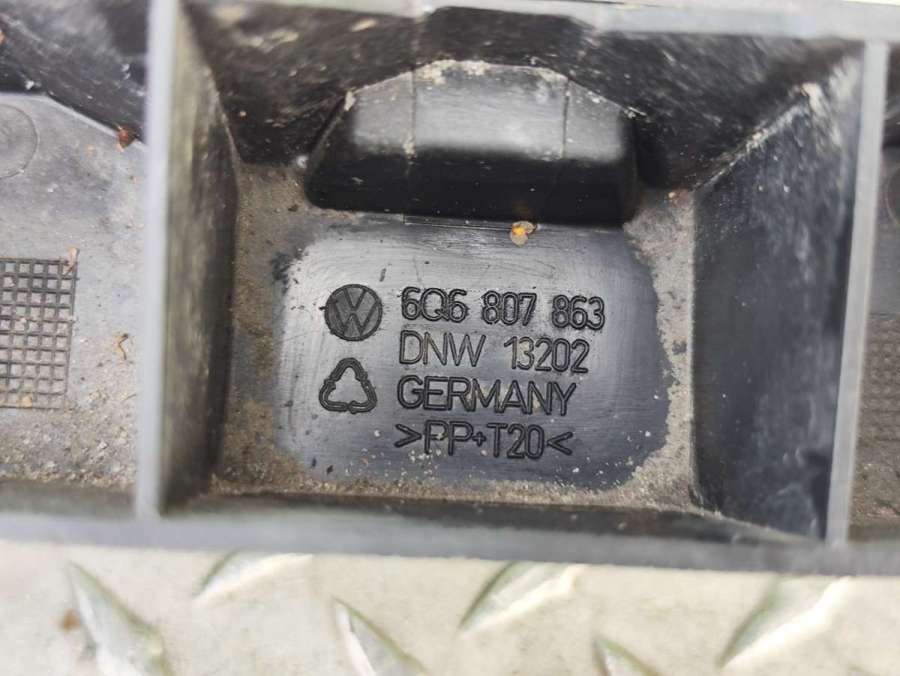 6Q6 807 863
DNW 13202
GERMANY
>PP+T20<